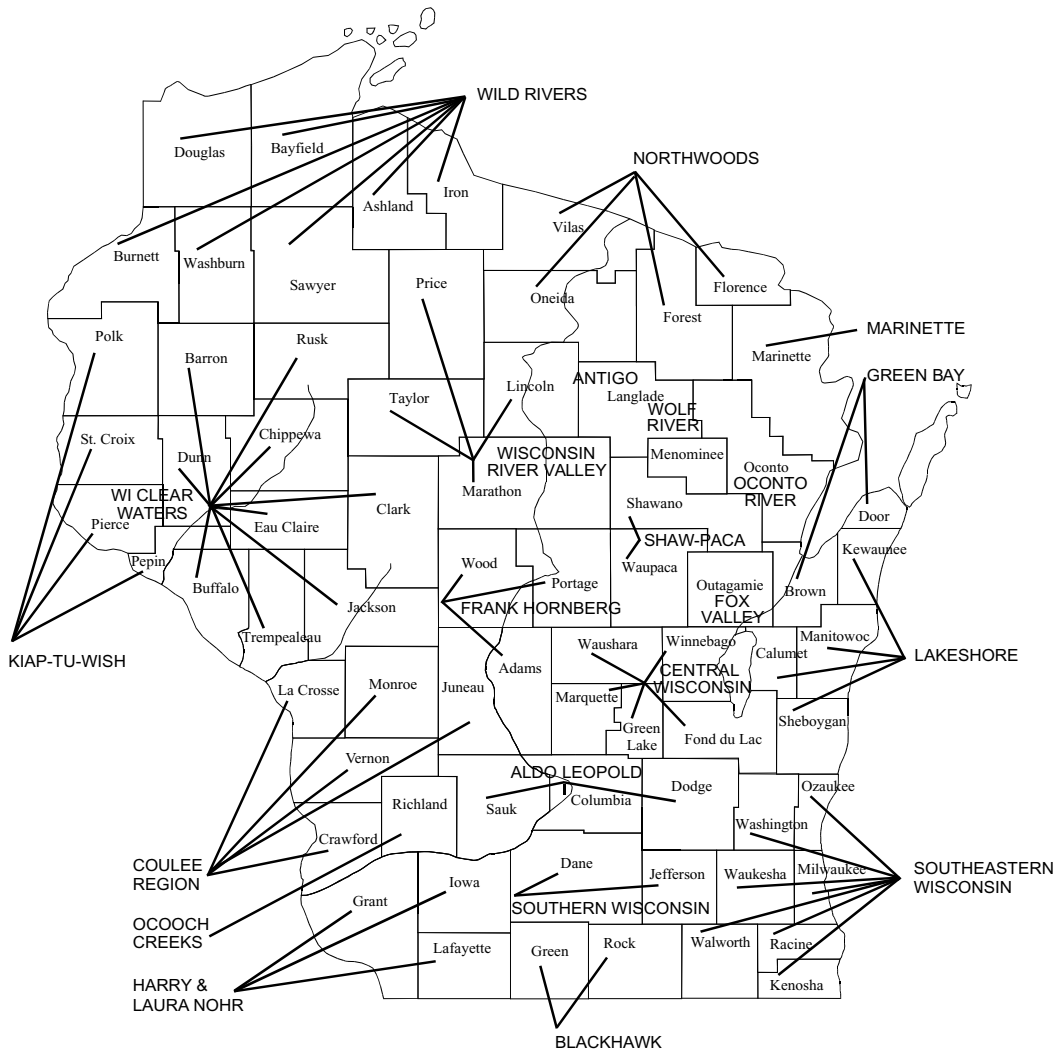 WILD RIVERS
Douglas
Bayfield
Iron
Ashland
NORTHWOODS
Vilas
Burnett
Washburn
Sawyer
Price
Oneida
Florence
Forest
Polk
Barron
Rusk
MARINETTE
Marinette
GREEN BAY
ANTIGO
Langlade
Lincoln
Taylor
WOLF
RIVER
St. Croix
Chippewa
Dunn
WISCONSIN
RIVER VALLEY
Marathon
Menominee
Oconto
OCONTO
RIVER
WI CLEAR
WATERS
Pierce
Eau Claire
Clark
Shawano
Door
SHAW-PACA
Kewaunee
Pepin
Buffalo
Wood
Portage
Waupaca
Outagamie
FOX
VALLEY
Brown
Jackson
FRANK HORNBERG
Trempealeau
KIAP-TU-WISH
Waushara
Winnebago
Manitowoc
Calumet
LAKESHORE
CENTRAL
WISCONSIN
Adams
La Crosse
Monroe
Juneau
Marquette
Green
Lake
Fond du Lac
Sheboygan
Vernon
ALDO LEOPOLD
Richland
Sauk
Columbia
Dodge
Ozaukee
Washington
Crawford
COULEE
REGION
Dane
Jefferson
Waukesha
Milwaukee
SOUTHEASTERN
WISCONSIN
Iowa
Grant
SOUTHERN WISCONSIN
OCOOCH
CREEKS
Lafayette
Green
Rock
Walworth
Racine
Kenosha
HARRY &
LAURA NOHR
BLACKHAWK